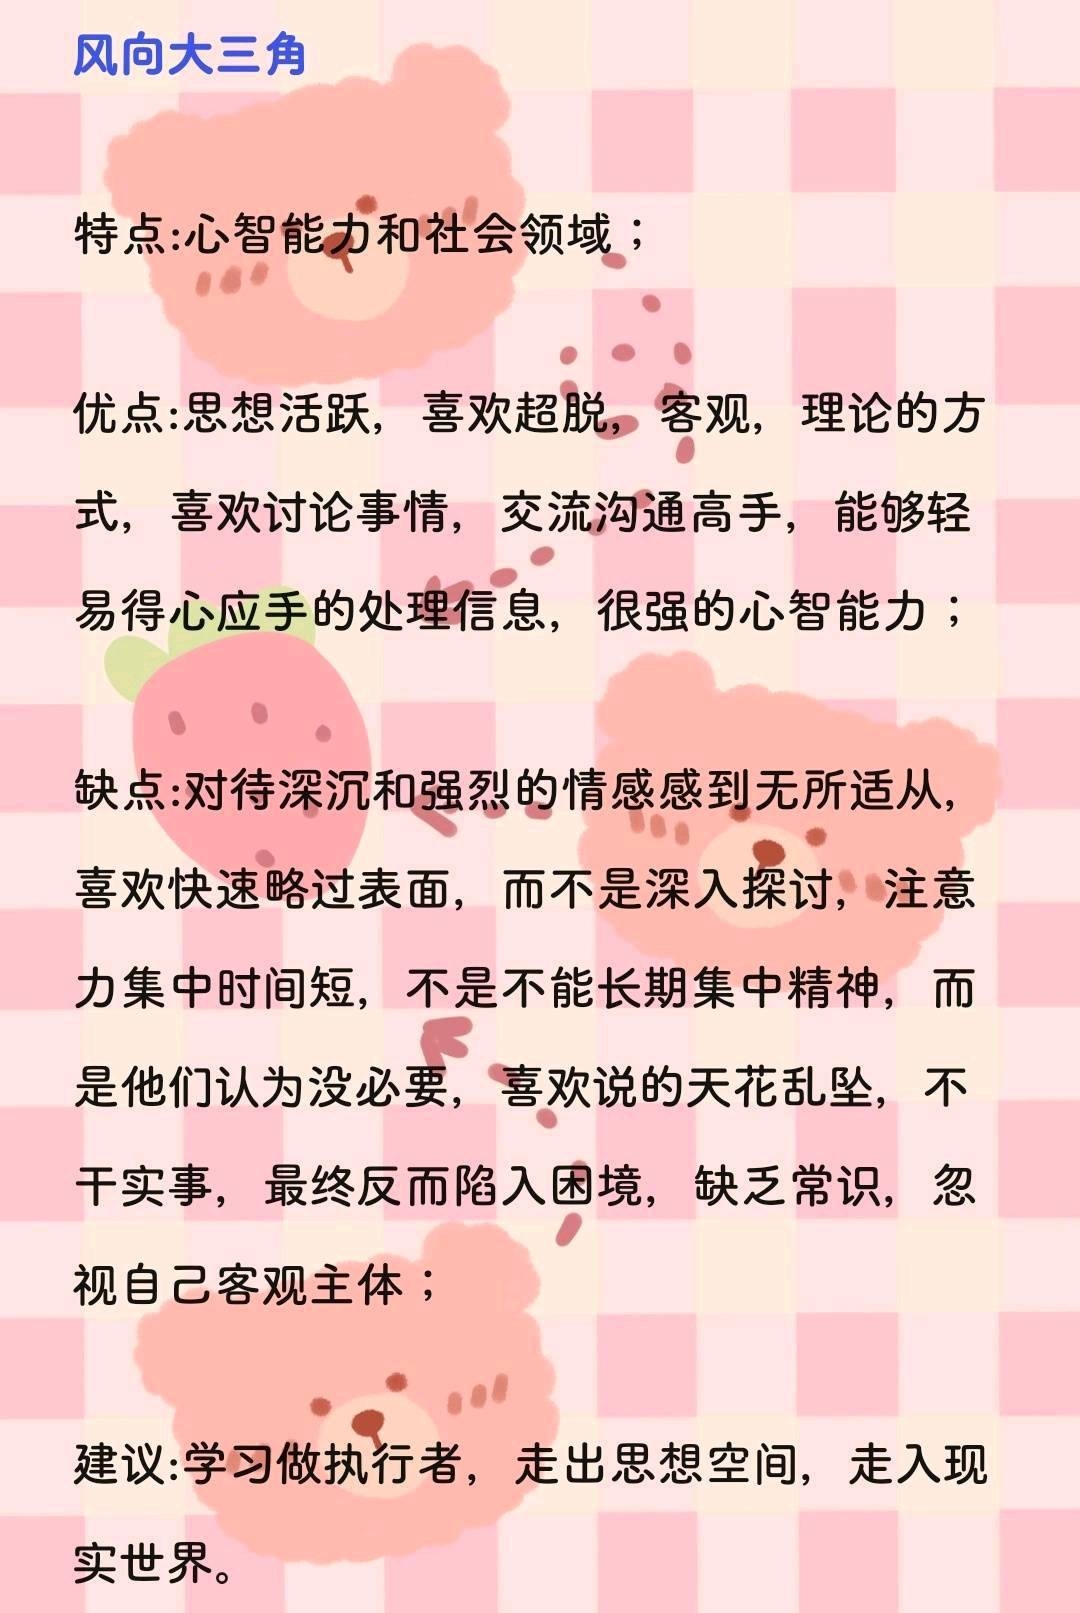 风向大三角
特点:心智能力和社会领域；
优点:思想活跃，喜欢超脱，客观，理论的方
式，喜欢讨论事情，交流沟通高手，能够轻
易得心应手的处理信息，很强的心智能力；
缺点:对待深沉和强烈的情感感到无所适从，
喜欢快速略过表面，而不是深入探讨，注意
力集中时间短，不是不能长期集中精神，而
是他们认为没必要，喜欢说的天花乱坠，不
干实事，最终反而陷入困境，缺乏常识，忽
视自己客观主体；
建议:学习做执行者，走出思想空间，走入现
实世界。